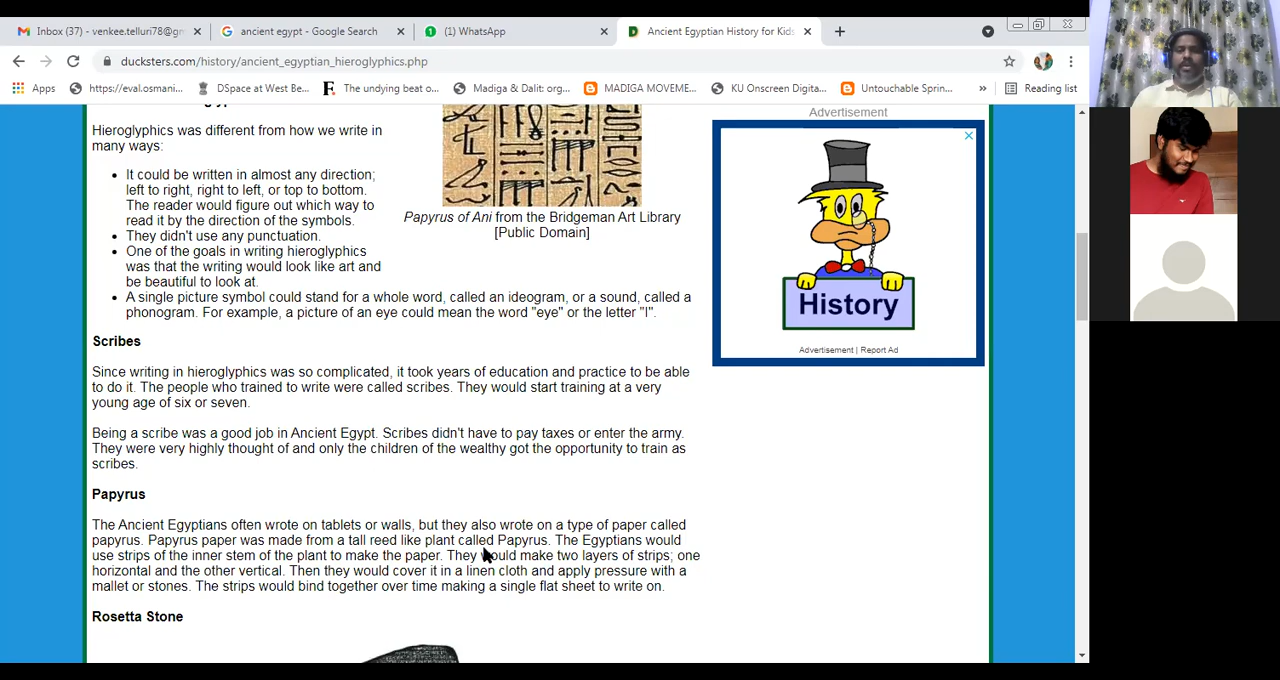 Inbox (37) - venkee.telluri78@gm
ancient egypt - Google Search
(1) WhatsApp
Ancient Egyptian History for Kids
ducksters.com/history/ancient_egyptian_hieroglyphics.php
Apps
https://eval.osmani...
DSpace at West Be...
The undying beat o...
Madiga & Dalit: org...
MADIGA MOVEME...
KU Onscreen Digita...
Untouchable Sprin...
»
Reading list
Hieroglyphics was different from how we write in
many ways:
It could be written in almost any direction;
left to right, right to left, or top to bottom.
The reader would figure out which way to
read it by the direction of the symbols.
They didn't use any punctuation.
One of the goals in writing hieroglyphics
was that the writing would look like art and
be beautiful to look at.
A single picture symbol could stand for a whole word, called an ideogram, or a sound, called a
phonogram. For example, a picture of an eye could mean the word "eye" or the letter "I".
Papyrus of Ani from the Bridgeman Art Library
[Public Domain]
Advertisement
History
Advertisement | Report Ad
Scribes
Since writing in hieroglyphics was so complicated, it took years of education and practice to be able
to do it. The people who trained to write were called scribes. They would start training at a very
young age of six or seven.
Being a scribe was a good job in Ancient Egypt. Scribes didn't have to pay taxes or enter the army.
They were very highly thought of and only the children of the wealthy got the opportunity to train as
scribes.
Papyrus
The Ancient Egyptians often wrote on tablets or walls, but they also wrote on a type of paper called
papyrus. Papyrus paper was made from a tall reed like plant called Papyrus. The Egyptians would
use strips of the inner stem of the plant to make the paper. They would make two layers of strips; one
horizontal and the other vertical. Then they would cover it in a linen cloth and apply pressure with a
mallet or stones. The strips would bind together over time making a single flat sheet to write on.
Rosetta Stone